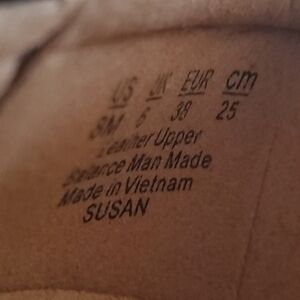 US UK EUR cm
8M 6 38 25
Leather Upper
Balance Man Made
Made in Vietnam
SUSAN